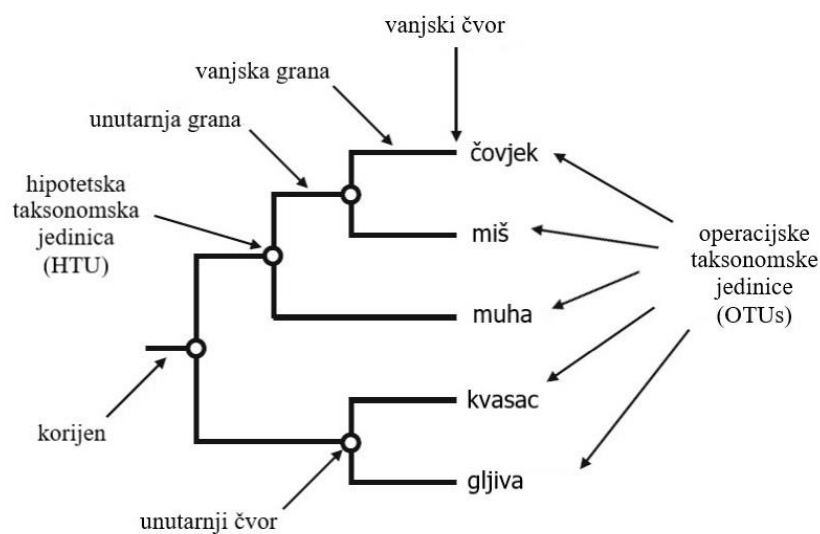 vanjski čvor
vanjska grana
unutarnja grana
čovjek
hipotetska
taksonomska
jedinica
(HTU)
miš
operacijske
taksonomske
jedinice
(OTUs)
muha
kvasac
korijen
gljiva
unutarnji čvor